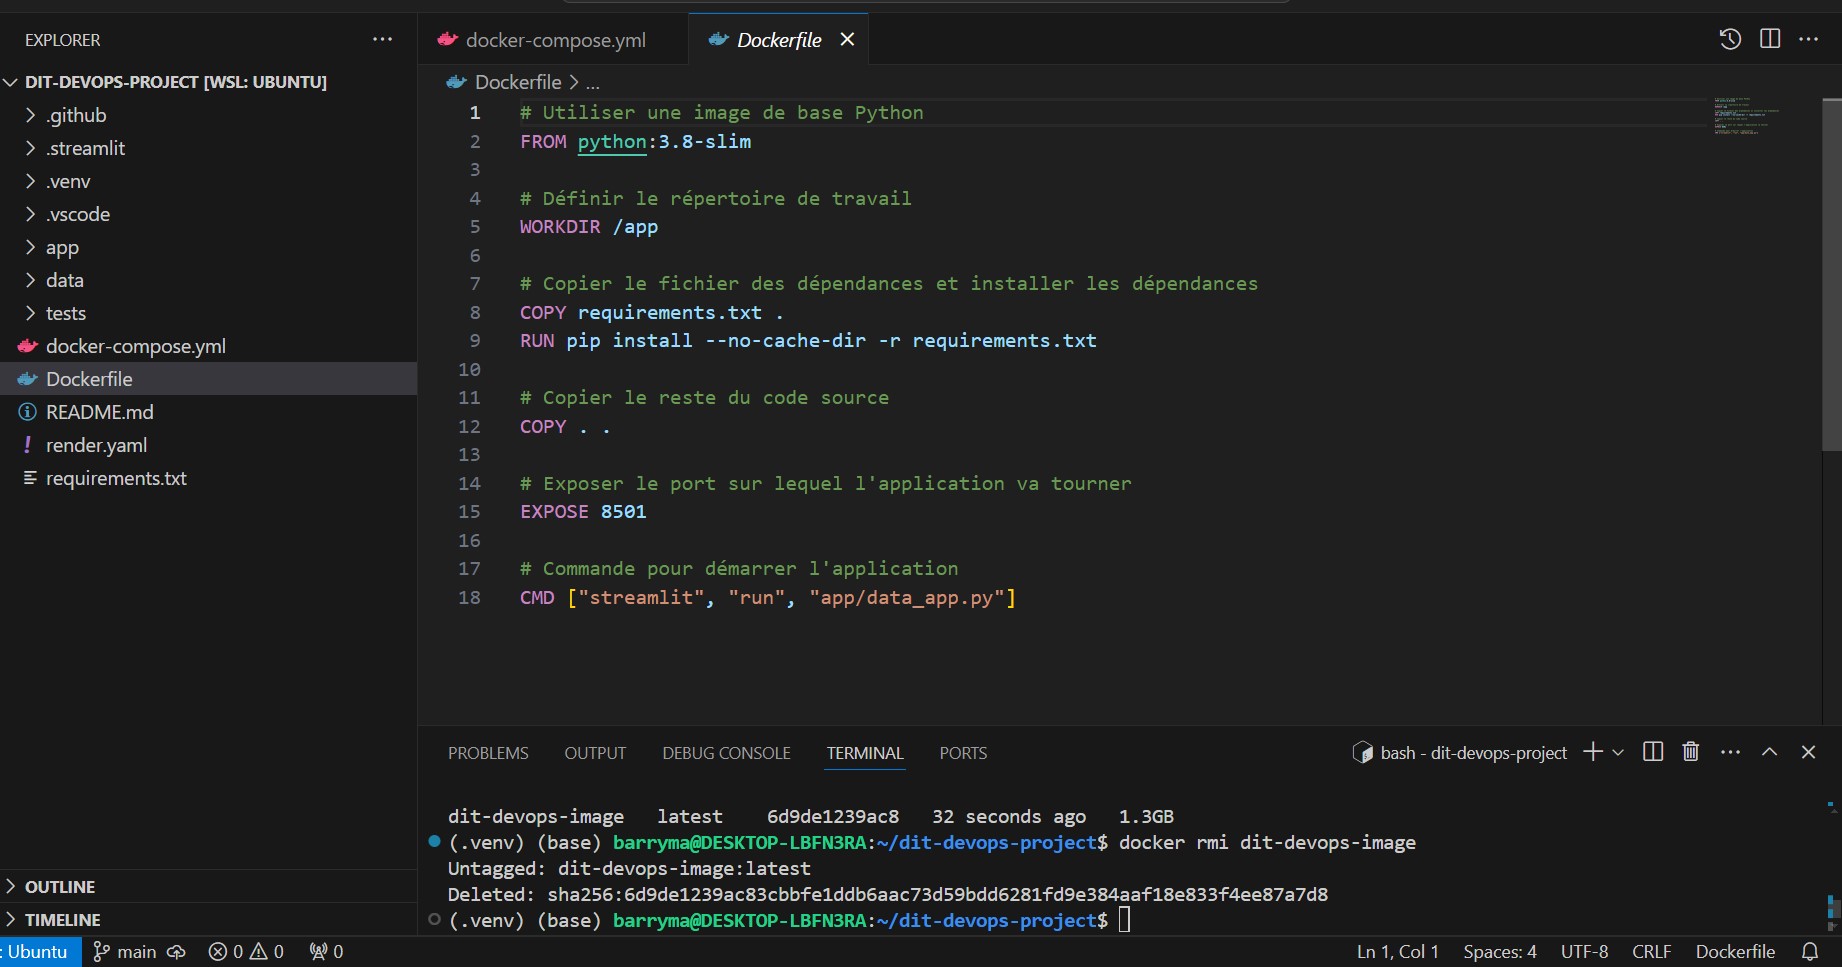 EXPLORER
docker-compose.yml
Dockerfile
DIT-DEVOPS-PROJECT [WSL: UBUNTU]
.github
.streamlit
.venv
.vscode
app
data
tests
docker-compose.yml
Dockerfile
README.md
render.yaml
requirements.txt
OUTLINE
TIMELINE
Dockerfile > ...
1 # Utiliser une image de base Python
2 FROM python:3.8-slim
3
4 # Définir le répertoire de travail
5 WORKDIR /app
6
7 # Copier le fichier des dépendances et installer les dépendances
8 COPY requirements.txt .
9 RUN pip install --no-cache-dir -r requirements.txt
10
11 # Copier le reste du code source
12 COPY . .
13
14 # Exposer le port sur lequel l'application va tourner
15 EXPOSE 8501
16
17 # Commande pour démarrer l'application
18 CMD ["streamlit", "run", "app/data_app.py"]
PROBLEMS OUTPUT DEBUG CONSOLE TERMINAL PORTS
bash - dit-devops-project
dit-devops-image latest 6d9de1239ac8 32 seconds ago 1.3GB
(.venv) (base) barryma@DESKTOP-LBFN3RA:~/dit-devops-project$ docker rmi dit-devops-image
Untagged: dit-devops-image:latest
Deleted: sha256:6d9de1239ac83cbbfe1ddb6aac73d59bdd6281fd9e384aaf18e833f4ee87a7d8
(.venv) (base) barryma@DESKTOP-LBFN3RA:~/dit-devops-project$
: Ubuntu main 0 0 0 Ln 1, Col 1 Spaces: 4 UTF-8 CRLF Dockerfile